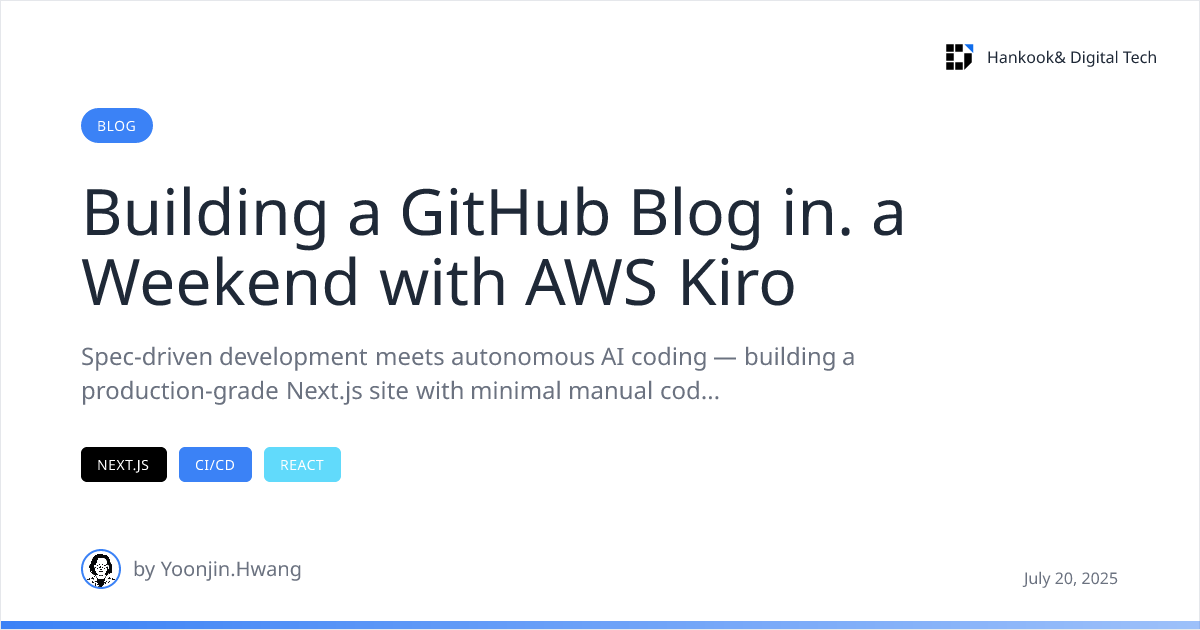 Hankook& Digital Tech
BLOG
Building a GitHub Blog in. a
Weekend with AWS Kiro
Spec-driven development meets autonomous AI coding — building a
production-grade Next.js site with minimal manual cod...
NEXT.JS
CI/CD
REACT
by Yoonjin.Hwang
July 20, 2025